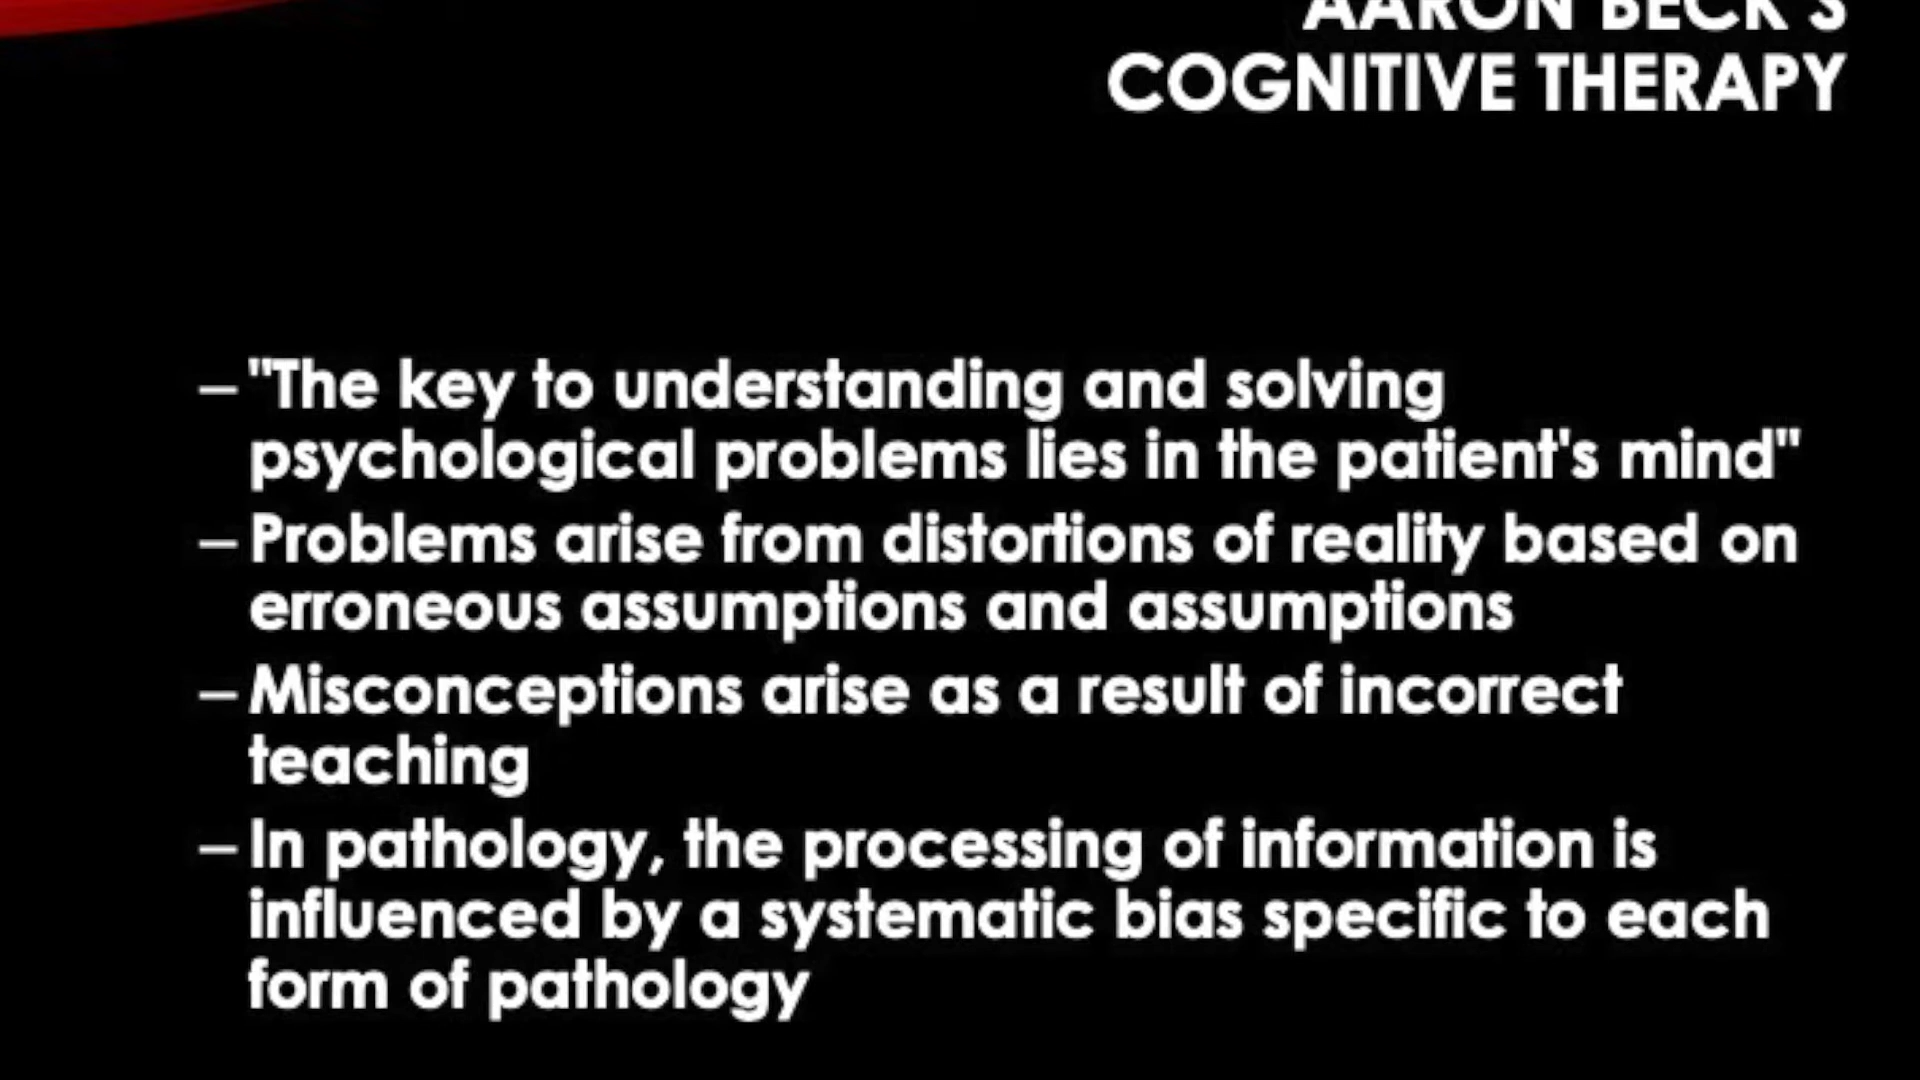 AARON BECK'S
COGNITIVE THERAPY
– "The key to understanding and solving
psychological problems lies in the patient's mind"
– Problems arise from distortions of reality based on
erroneous assumptions and assumptions
– Misconceptions arise as a result of incorrect
teaching
– In pathology, the processing of information is
influenced by a systematic bias specific to each
form of pathology